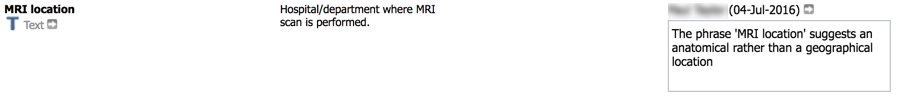 MRI location
Text
Hospital/department where MRI
scan is performed.
(04-Jul-2016)
The phrase 'MRI location' suggests an
anatomical rather than a geographical
location